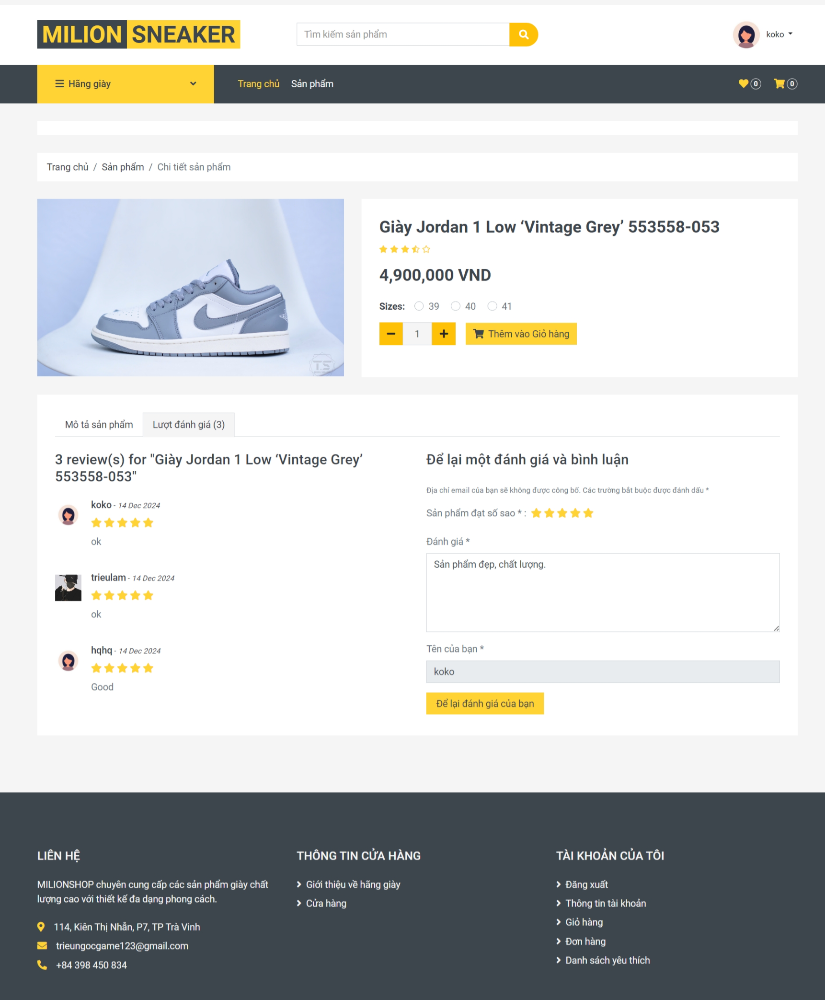 MILION SNEAKER
Tìm kiếm sản phẩm
koko
Hãng giày
Trang chủ
Sản phẩm
0
0
Trang chủ / Sản phẩm / Chi tiết sản phẩm
Giày Jordan 1 Low ‘Vintage Grey’ 553558-053
4,900,000 VND
Sizes: 39 40 41
1
Thêm vào Giỏ hàng
T.S
Mô tả sản phẩm
Lượt đánh giá (3)
3 review(s) for "Giày Jordan 1 Low ‘Vintage Grey’
553558-053"
koko - 14 Dec 2024
ok
trieulam - 14 Dec 2024
ok
hqhq - 14 Dec 2024
Good
Để lại một đánh giá và bình luận
Địa chỉ email của bạn sẽ không được công bố. Các trường bắt buộc được đánh dấu *
Sản phẩm đạt số sao * :
Đánh giá *
Sản phẩm đẹp, chất lượng.
Tên của bạn *
koko
Để lại đánh giá của bạn
LIÊN HỆ
MILIONSHOP chuyên cung cấp các sản phẩm giày chất
lượng cao với thiết kế đa dạng phong cách.
114, Kiên Thị Nhẫn, P7, TP Trà Vinh
trieungocgame123@gmail.com
+84 398 450 834
THÔNG TIN CỬA HÀNG
Giới thiệu về hãng giày
Cửa hàng
TÀI KHOẢN CỦA TÔI
Đăng xuất
Thông tin tài khoản
Giỏ hàng
Đơn hàng
Danh sách yêu thích